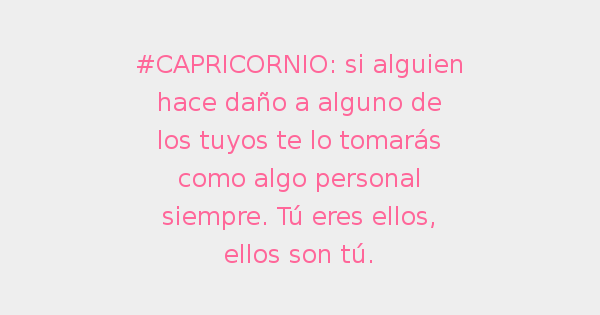 #CAPRICORNIO: si alguien
hace daño a alguno de
los tuyos te lo tomarás
como algo personal
siempre. Tú eres ellos,
ellos son tú.